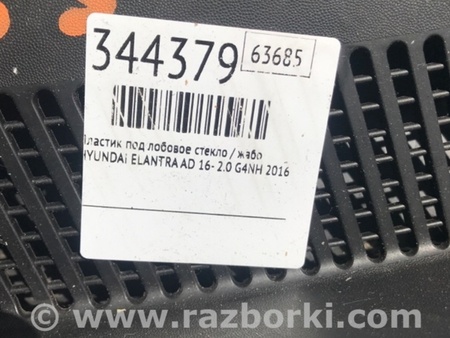 344379
63685
Пластик под лобовое стекло / жабо
HYUNDAI ELANTRA AD 16- 2.0 G4NH 2016
© www.razborki.com